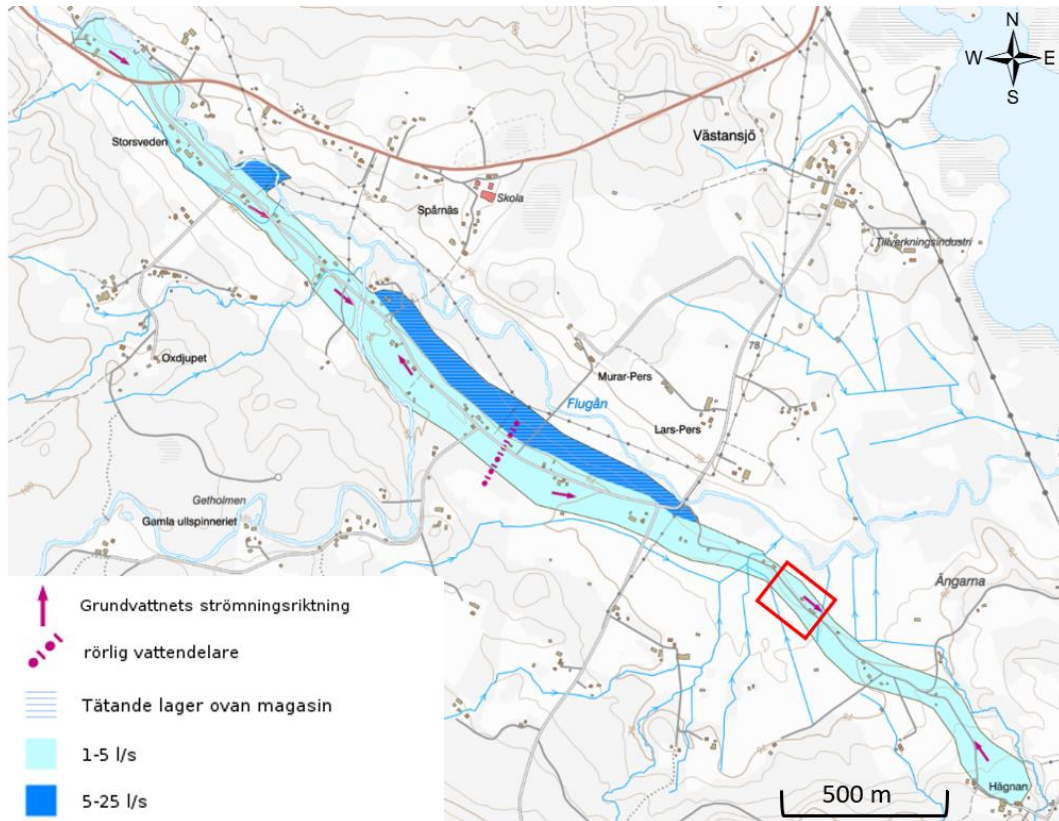 N
W E
S
Storsveden
Västansjö
Skola
Spårnäs
Tillverkningsindustri
78
Oxdjupet
Murar-Pers
Flugån
Lars-Pers
Getholmen
Gamla ullspinneriet
Ängarna
Hägnan
500 m
Grundvattnets strömningsriktning
rörlig vattendelare
Tätande lager ovan magasin
1-5 l/s
5-25 l/s